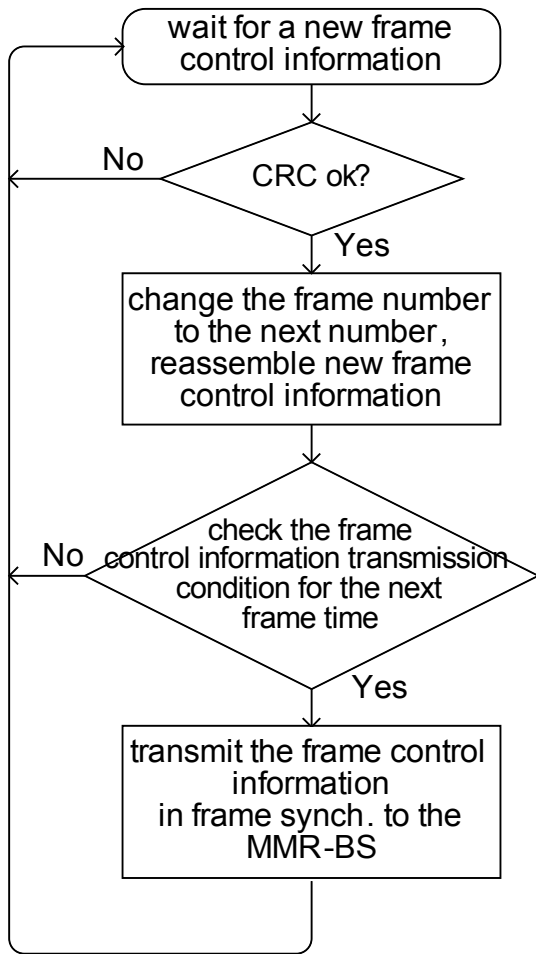 wait for a new frame
control information
No
CRC ok?
Yes
change the frame number
to the next number,
reassemble new frame
control information
check the frame
No
control information transmission
condition for the next
frame time
Yes
transmit the frame control
information
in frame synch. to the
MMR-BS